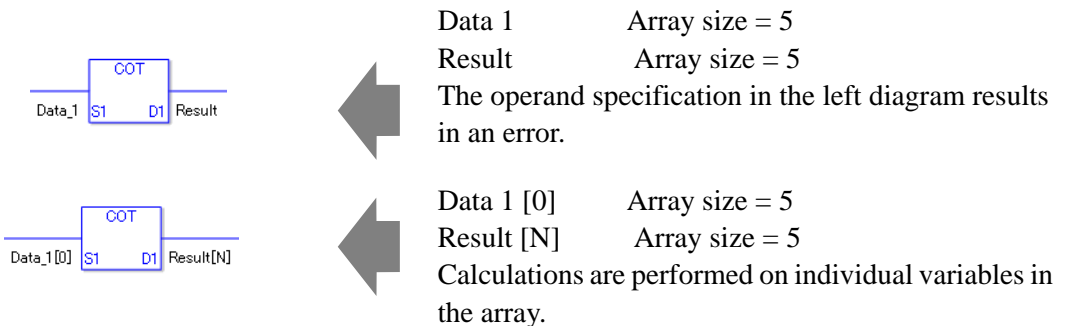 COT
Data_1 S1 D1 Result
Data 1 Array size = 5
Result Array size = 5
The operand specification in the left diagram results
in an error.
COT
Data_1[0] S1 D1 Result[N]
Data 1 [0] Array size = 5
Result [N] Array size = 5
Calculations are performed on individual variables in
the array.